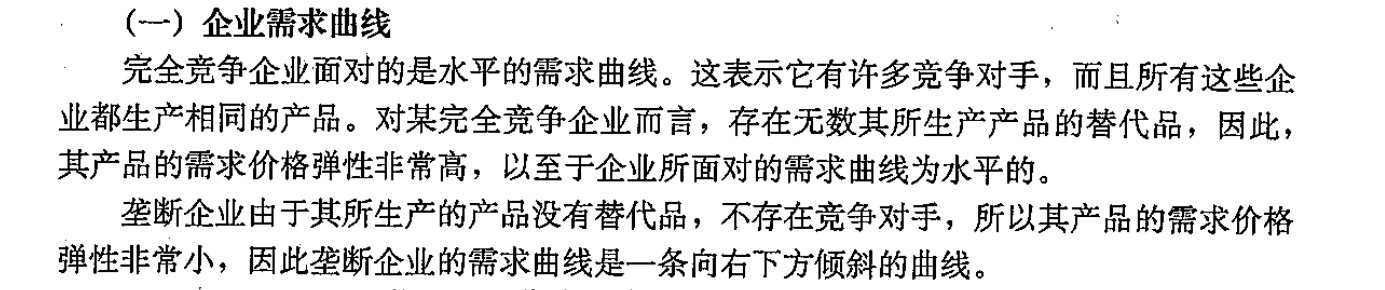 （一）企业需求曲线
完全竞争企业面对的是水平的需求曲线。这表示它有许多竞争对手，而且所有这些企
业都生产相同的产品。对某完全竞争企业而言，存在无数其所生产产品的替代品，因此，
其产品的需求价格弹性非常高，以至于企业所面对的需求曲线为水平的。
垄断企业由于其所生产的产品没有替代品，不存在竞争对手，所以其产品的需求价格
弹性非常小，因此垄断企业的需求曲线是一条向右下方倾斜的曲线。